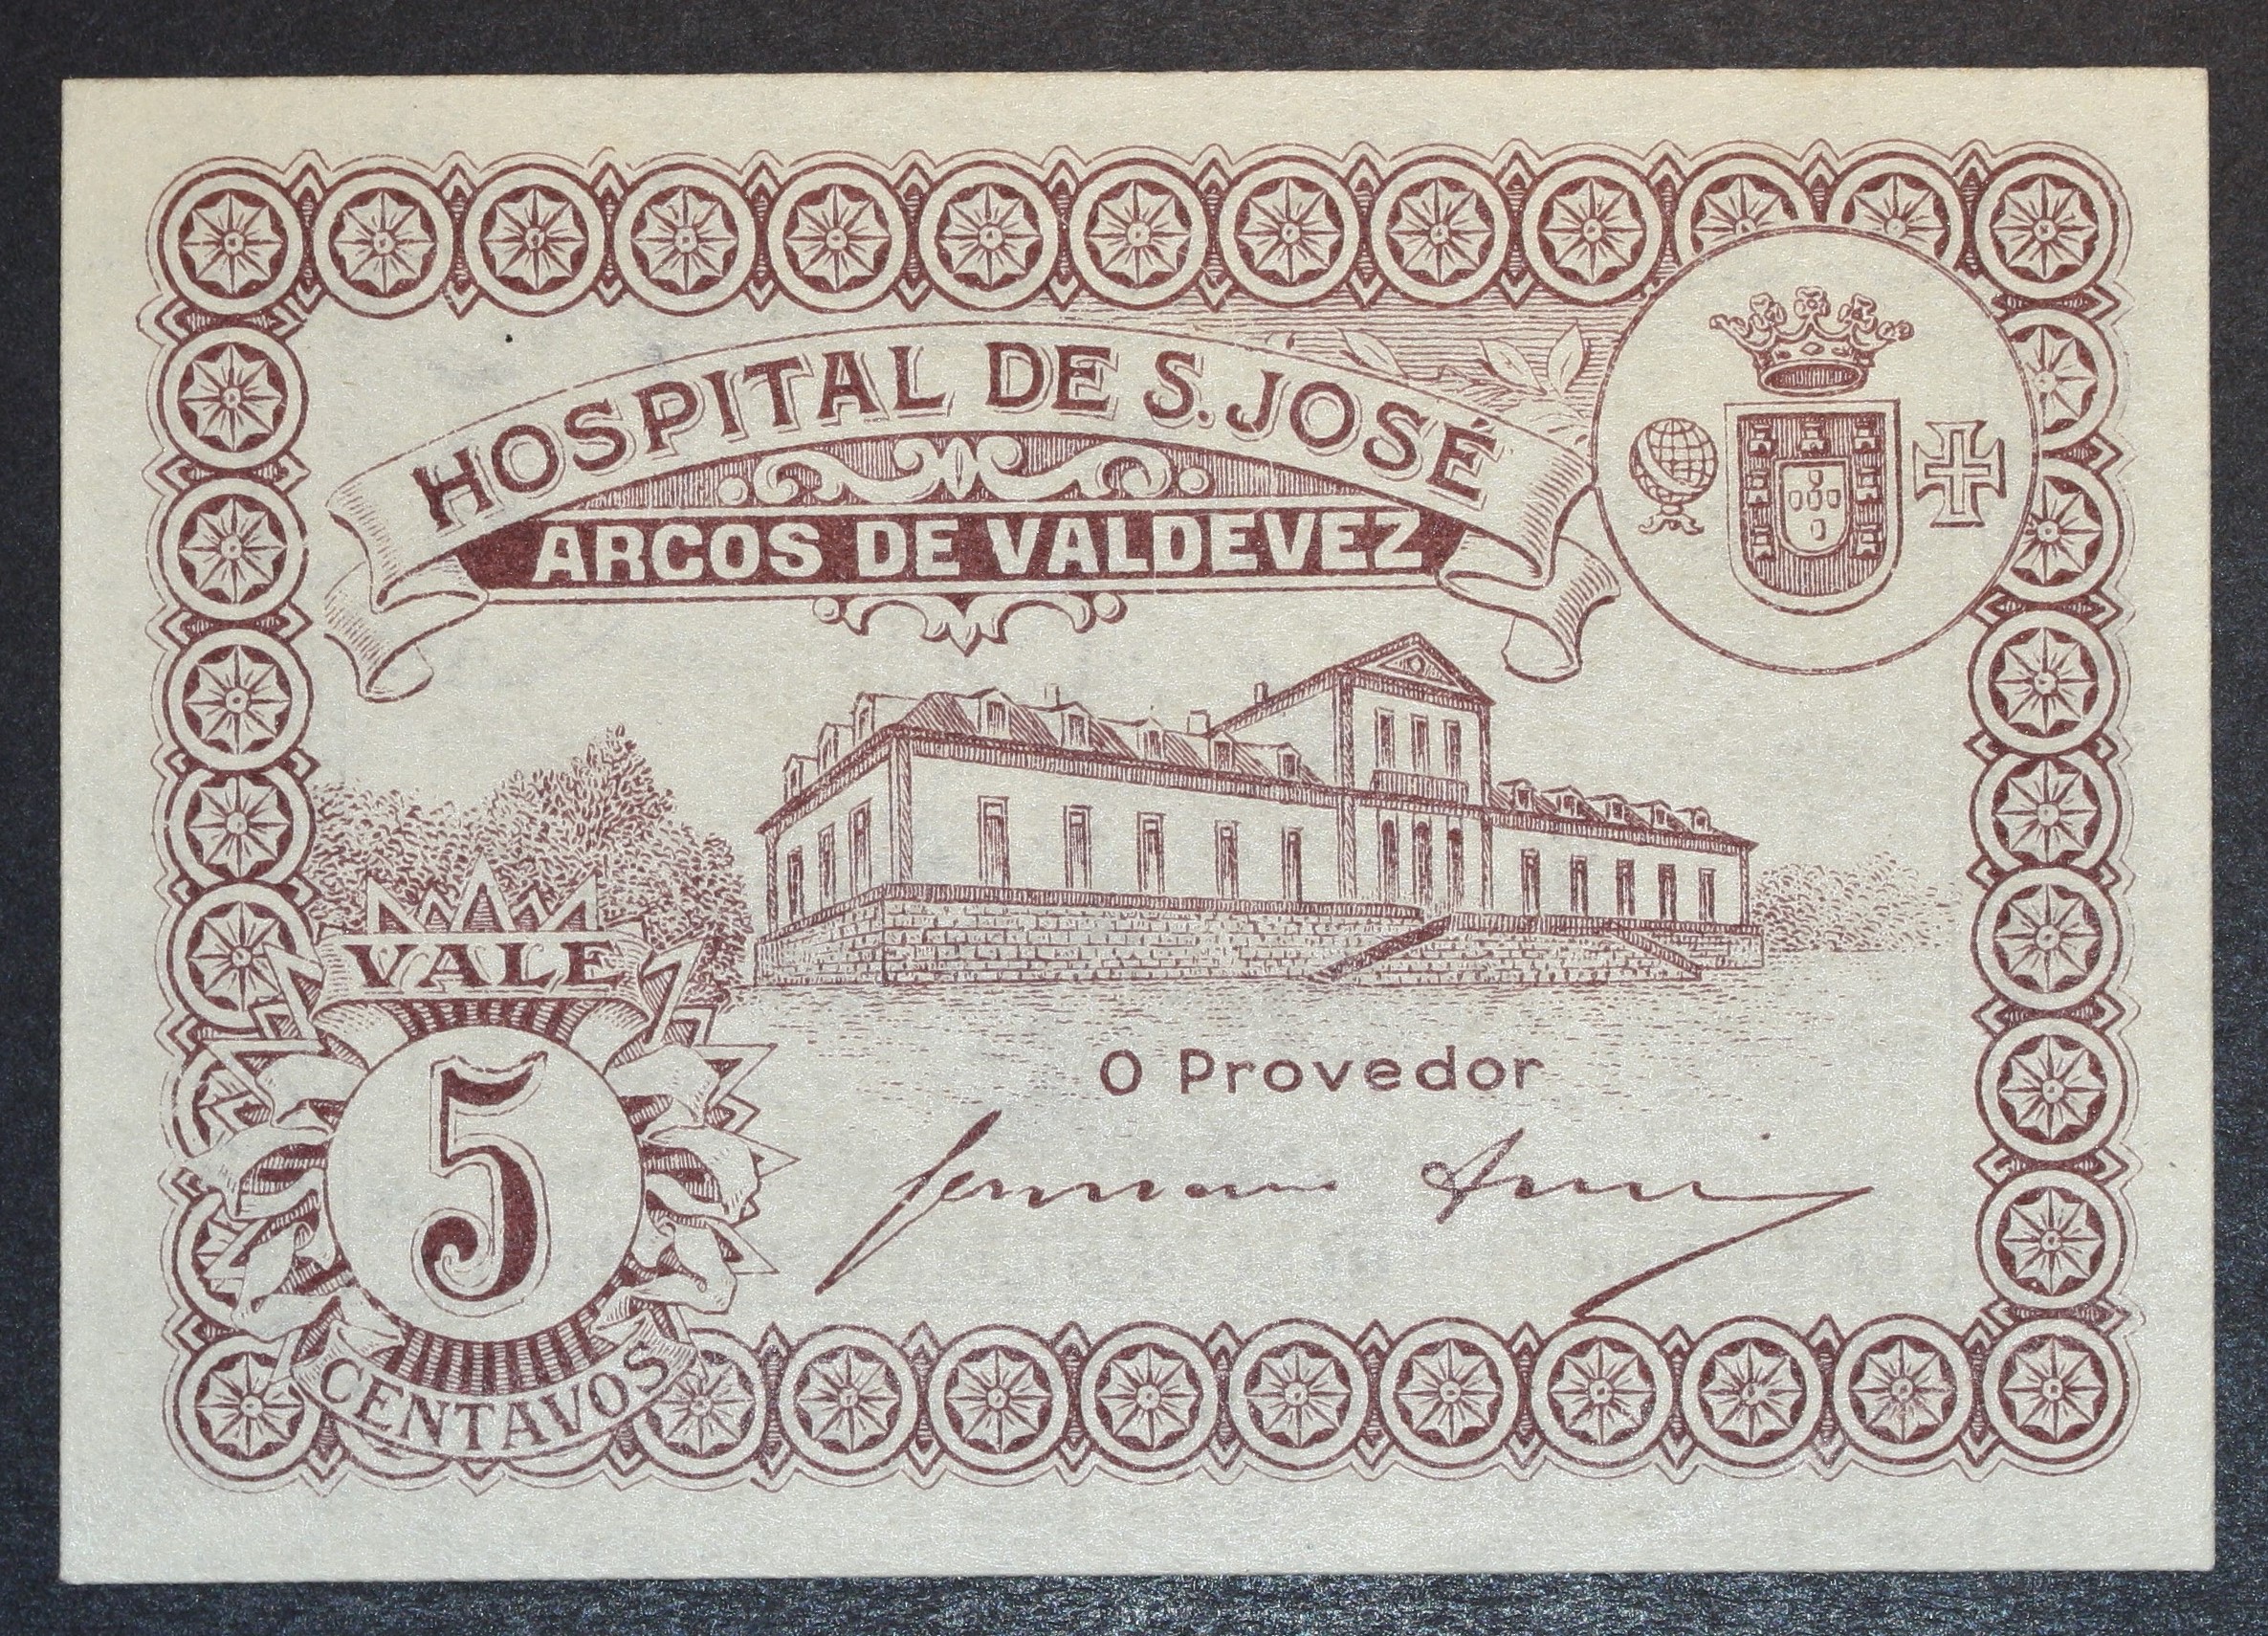 HOSPITAL DE S. JOSÉ
ARCOS DE VALDEVEZ
VALE
5
CENTAVOS
O Provedor